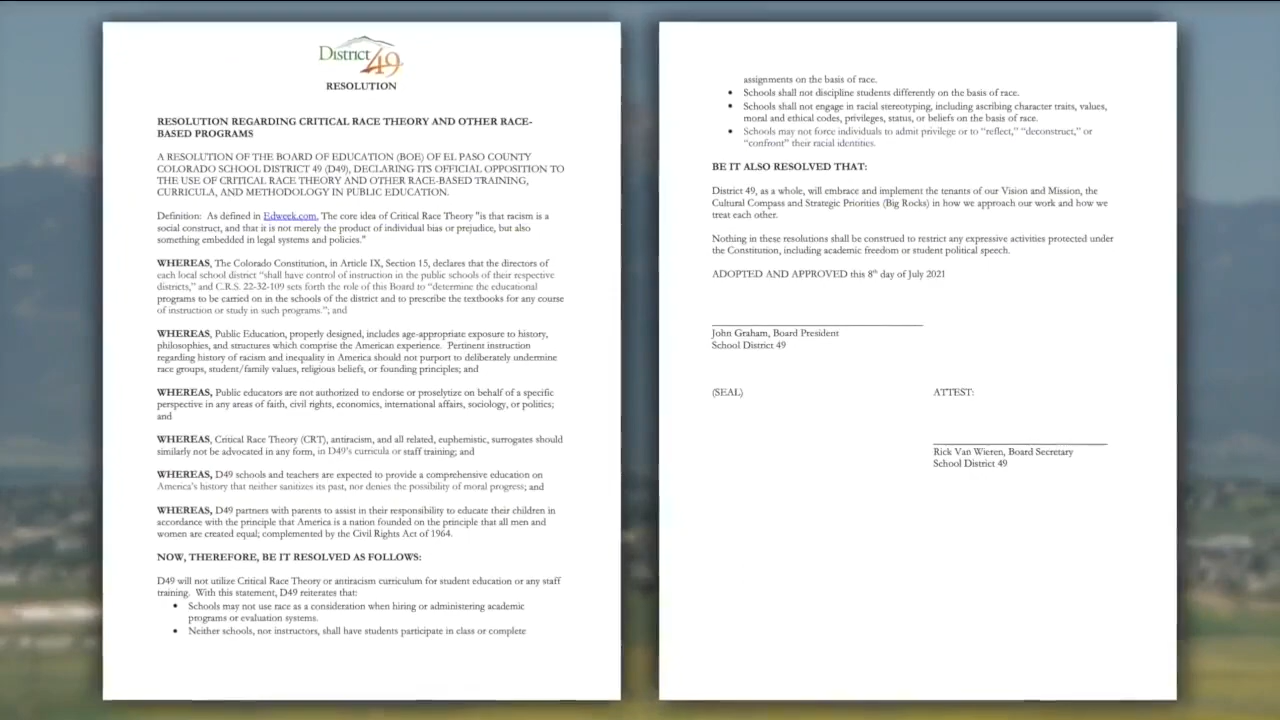 District 49
RESOLUTION
RESOLUTION REGARDING CRITICAL RACE THEORY AND OTHER RACE-
BASED PROGRAMS
A RESOLUTION OF THE BOARD OF EDUCATION (BOE) OF EL PASO COUNTY
COLORADO SCHOOL DISTRICT 49 (D49), DECLARING ITS OFFICIAL OPPOSITION TO
THE USE OF CRITICAL RACE THEORY AND OTHER RACE-BASED TRAINING,
CURRICULA, AND METHODOLOGY IN PUBLIC EDUCATION.
Definition: As defined in Edweek.com, The core idea of Critical Race Theory "is that racism is a
social construct, and that it is not merely the product of individual bias or prejudice, but also
something embedded in legal systems and policies."
WHEREAS, The Colorado Constitution, in Article IX, Section 15, declares that the directors of
each local school district "shall have control of instruction in the public schools of their respective
districts," and C.R.S. 22-32-109 sets forth the role of this Board to "determine the educational
programs to be carried on in the schools of the district and to prescribe the textbooks for any course
of instruction or study in such programs."; and
WHEREAS, Public Education, properly designed, includes age-appropriate exposure to history,
philosophies, and structures which comprise the American experience. Pertinent instruction
regarding history of racism and inequality in America should not purport to deliberately undermine
race groups, student/family values, religious beliefs, or founding principles; and
WHEREAS, Public educators are not authorized to endorse or proselytize on behalf of a specific
perspective in any areas of faith, civil rights, economics, international affairs, sociology, or politics;
and
WHEREAS, Critical Race Theory (CRT), antiracism, and all related, euphemistic, surrogates should
similarly not be advocated in any form, in D49's curricula or staff training; and
WHEREAS, D49 schools and teachers are expected to provide a comprehensive education on
America's history that neither sanitizes its past, nor denies the possibility of moral progress; and
WHEREAS, D49 partners with parents to assist in their responsibility to educate their children in
accordance with the principle that America is a nation founded on the principle that all men and
women are created equal; complemented by the Civil Rights Act of 1964.
NOW, THEREFORE, BE IT RESOLVED AS FOLLOWS:
D49 will not utilize Critical Race Theory or antiracism curriculum for student education or any staff
training. With this statement, D49 reiterates that:
• Schools may not use race as a consideration when hiring or administering academic
programs or evaluation systems.
• Neither schools, nor instructors, shall have students participate in class or complete
assignments on the basis of race.
• Schools shall not discipline students differently on the basis of race.
• Schools shall not engage in racial stereotyping, including ascribing character traits, values,
moral and ethical codes, privileges, status, or beliefs on the basis of race.
• Schools may not force individuals to admit privilege or to "reflect," "deconstruct," or
"confront" their racial identities.
BE IT ALSO RESOLVED THAT:
District 49, as a whole, will embrace and implement the tenants of our Vision and Mission, the
Cultural Compass and Strategic Priorities (Big Rocks) in how we approach our work and how we
treat each other.
Nothing in these resolutions shall be construed to restrict any expressive activities protected under
the Constitution, including academic freedom or student political speech.
ADOPTED AND APPROVED this 8th day of July 2021
John Graham, Board President
School District 49
(SEAL) ATTEST:
Rick Van Wieren, Board Secretary
School District 49